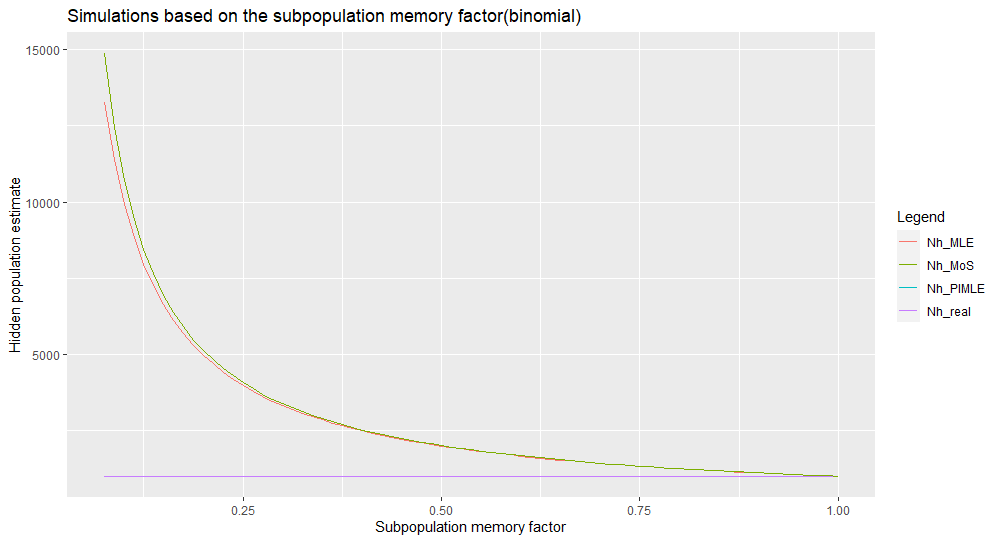 Simulations based on the subpopulation memory factor(binomial)
Hidden population estimate
15000
10000
5000
0.25
0.50
0.75
1.00
Subpopulation memory factor
Legend
Nh_MLE
Nh_MoS
Nh_PIMLE
Nh_real